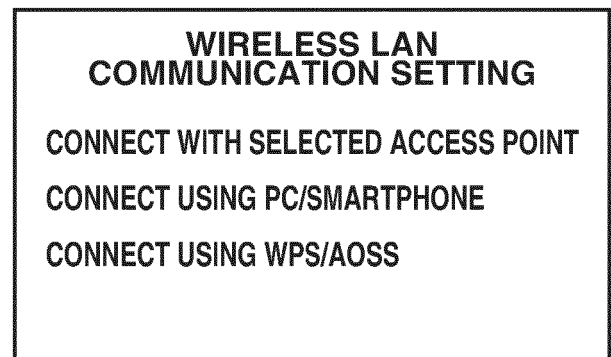 WIRELESS LAN
COMMUNICATION SETTING
CONNECT WITH SELECTED ACCESS POINT
CONNECT USING PC/SMARTPHONE
CONNECT USING WPS/AOSS